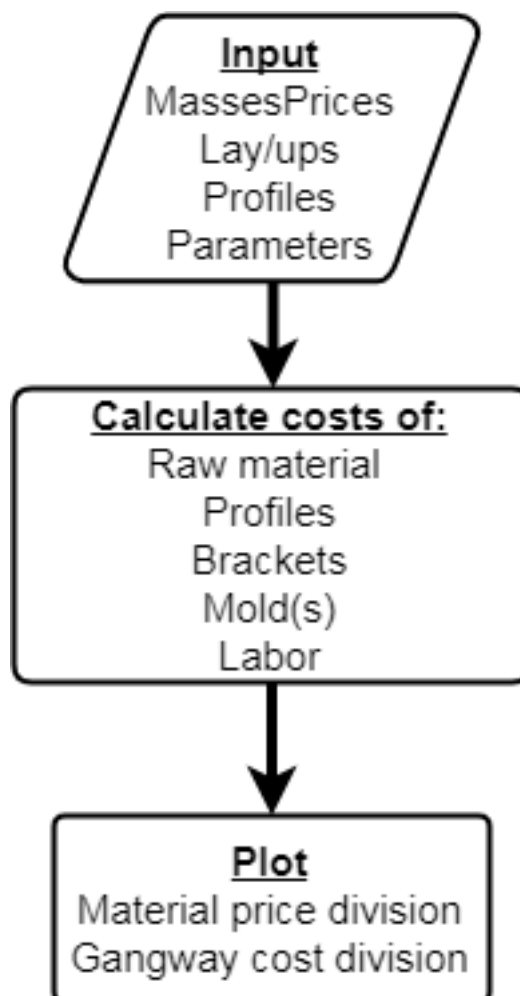 Input
MassesPrices
Lay/ups
Profiles
Parameters
Calculate costs of:
Raw material
Profiles
Brackets
Mold(s)
Labor
Plot
Material price division
Gangway cost division